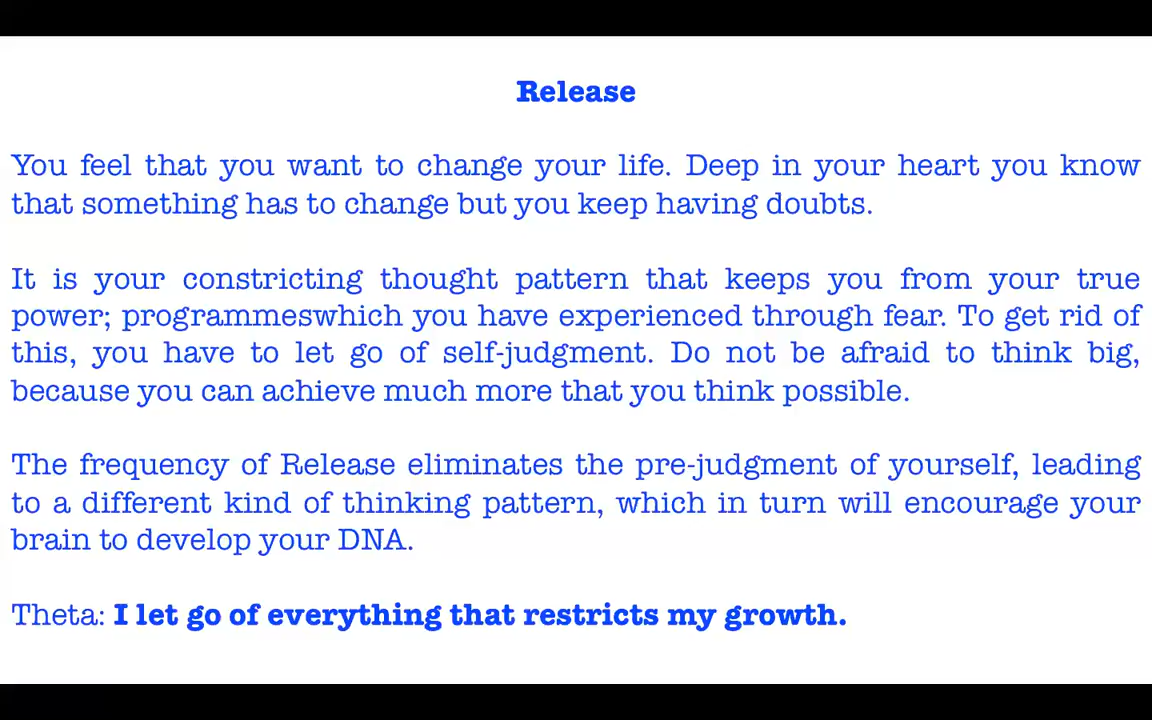 Release
You feel that you want to change your life. Deep in your heart you know
that something has to change but you keep having doubts.
It is your constricting thought pattern that keeps you from your true
power; programmeswhich you have experienced through fear. To get rid of
this, you have to let go of self-judgment. Do not be afraid to think big,
because you can achieve much more that you think possible.
The frequency of Release eliminates the pre-judgment of yourself, leading
to a different kind of thinking pattern, which in turn will encourage your
brain to develop your DNA.
Theta: I let go of everything that restricts my growth.